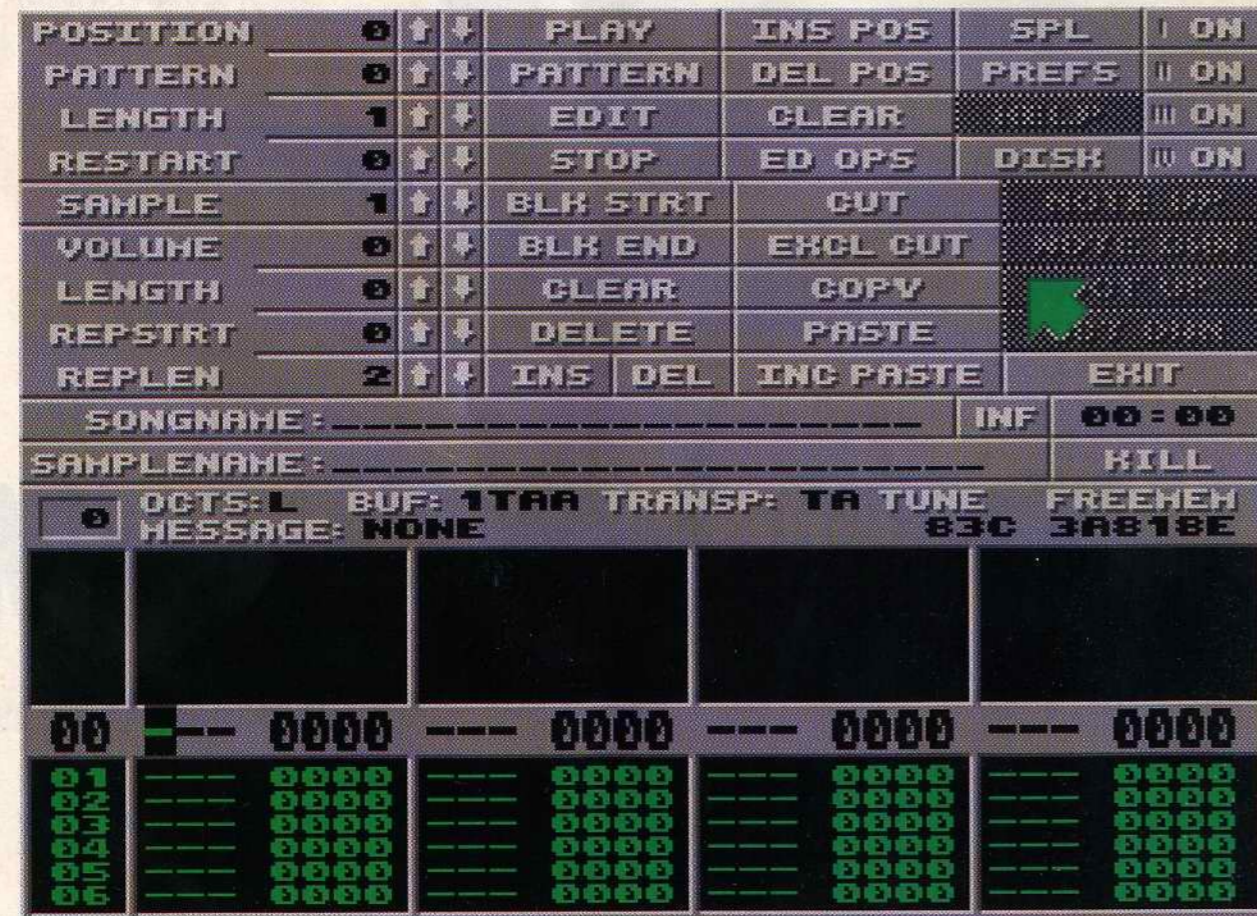 POSITION 0 PLAY INS POS SPL I ON
PATTERN 0 PATTERN DEL POS PREFS II ON
LENGTH 1 EDIT CLEAR III ON
RESTART 0 STOP ED OPS DISK IV ON
SAMPLE 1 BLK STRT CUT
VOLUME 0 BLK END EXCL CUT
LENGTH 0 CLEAR COPY
REPSTRT 0 DELETE PASTE
REPLEN 2 INS DEL INC PASTE EXIT
SONGNAME:__________________ INF 00:00
SAMPLENAME:____________________ KILL
0 OCTS:L BUF: 1TAA TRANSP: TA TUNE FREEMEM
MESSAGE: NONE 83C 3A818E
00 --- 0000 --- 0000 --- 0000 --- 0000
01 --- 0000 --- 0000 --- 0000 --- 0000
02 --- 0000 --- 0000 --- 0000 --- 0000
03 --- 0000 --- 0000 --- 0000 --- 0000
04 --- 0000 --- 0000 --- 0000 --- 0000
05 --- 0000 --- 0000 --- 0000 --- 0000
06 --- 0000 --- 0000 --- 0000 --- 0000